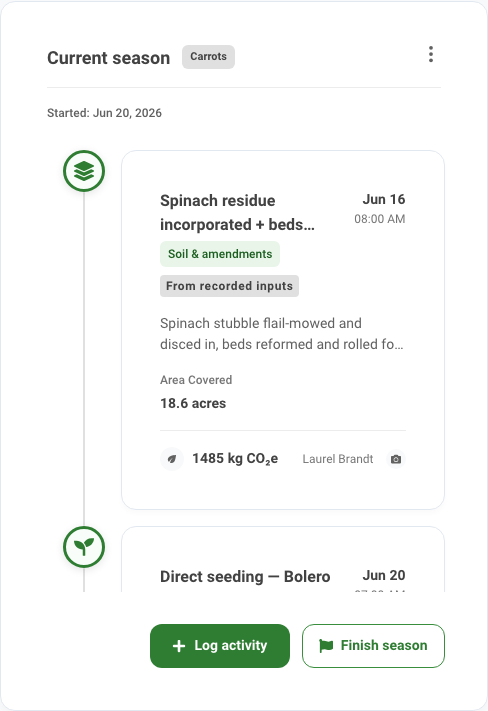 Current season
Carrots
Started: Jun 20, 2026
Spinach residue
incorporated + beds…
Jun 16
08:00 AM
Soil & amendments
From recorded inputs
Spinach stubble flail-mowed and
disced in, beds reformed and rolled fo…
Area Covered
18.6 acres
1485 kg CO₂e
Laurel Brandt
Direct seeding — Bolero
Jun 20
Log activity
Finish season